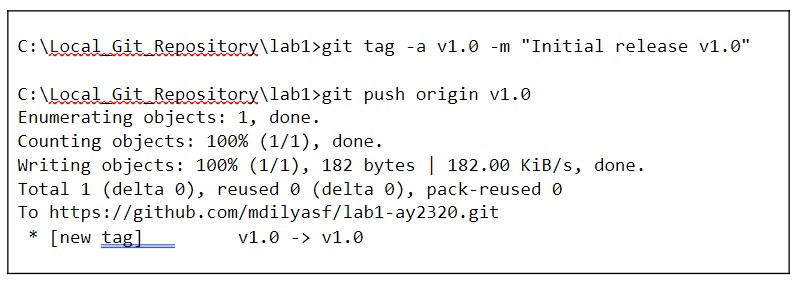 C:\Local_Git_Repository\lab1>git tag -a v1.0 -m "Initial release v1.0"
C:\Local_Git_Repository\lab1>git push origin v1.0
Enumerating objects: 1, done.
Counting objects: 100% (1/1), done.
Writing objects: 100% (1/1), 182 bytes | 182.00 KiB/s, done.
Total 1 (delta 0), reused 0 (delta 0), pack-reused 0
To https://github.com/mdilyasf/lab1-ay2320.git
 * [new tag]         v1.0 -> v1.0